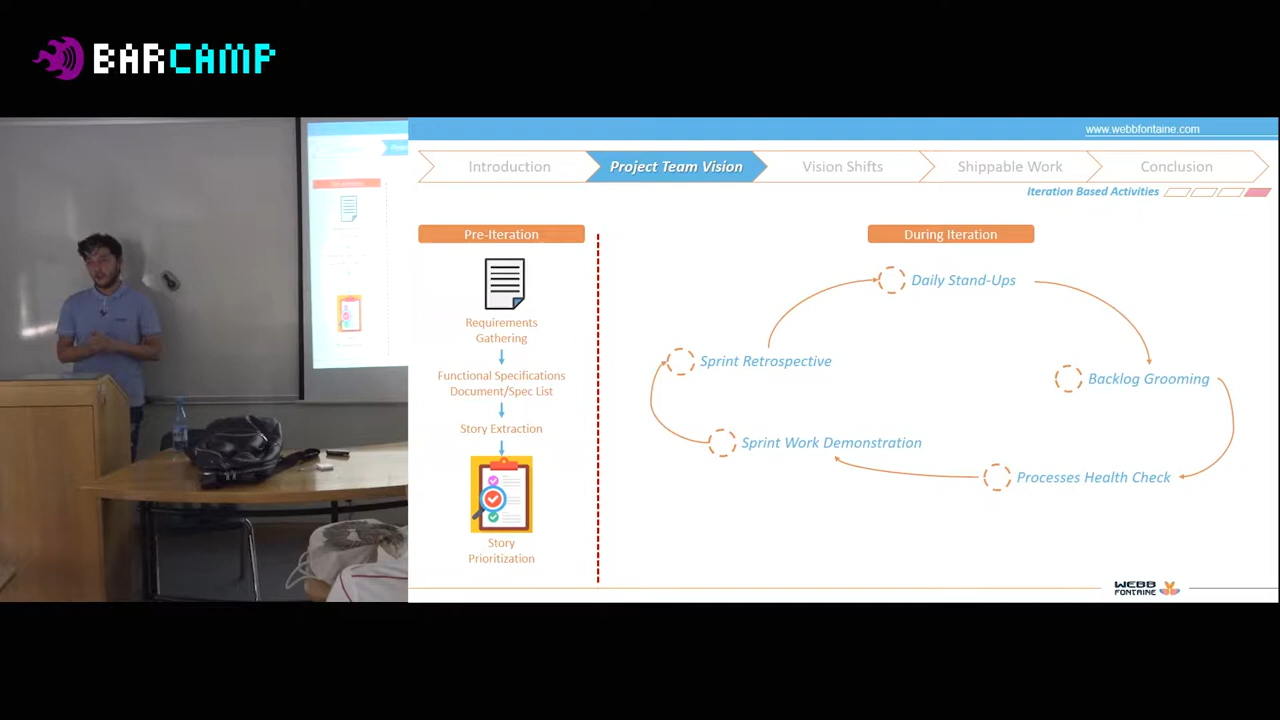 BARCAMP
www.webbfontaine.com
Introduction
Project Team Vision
Vision Shifts
Shippable Work
Conclusion
Iteration Based Activities
Pre-Iteration
Requirements
Gathering
Functional Specifications
Document/Spec List
Story Extraction
Story
Prioritization
During Iteration
Daily Stand-Ups
Backlog Grooming
Processes Health Check
Sprint Work Demonstration
Sprint Retrospective
WEBB
FONTAINE